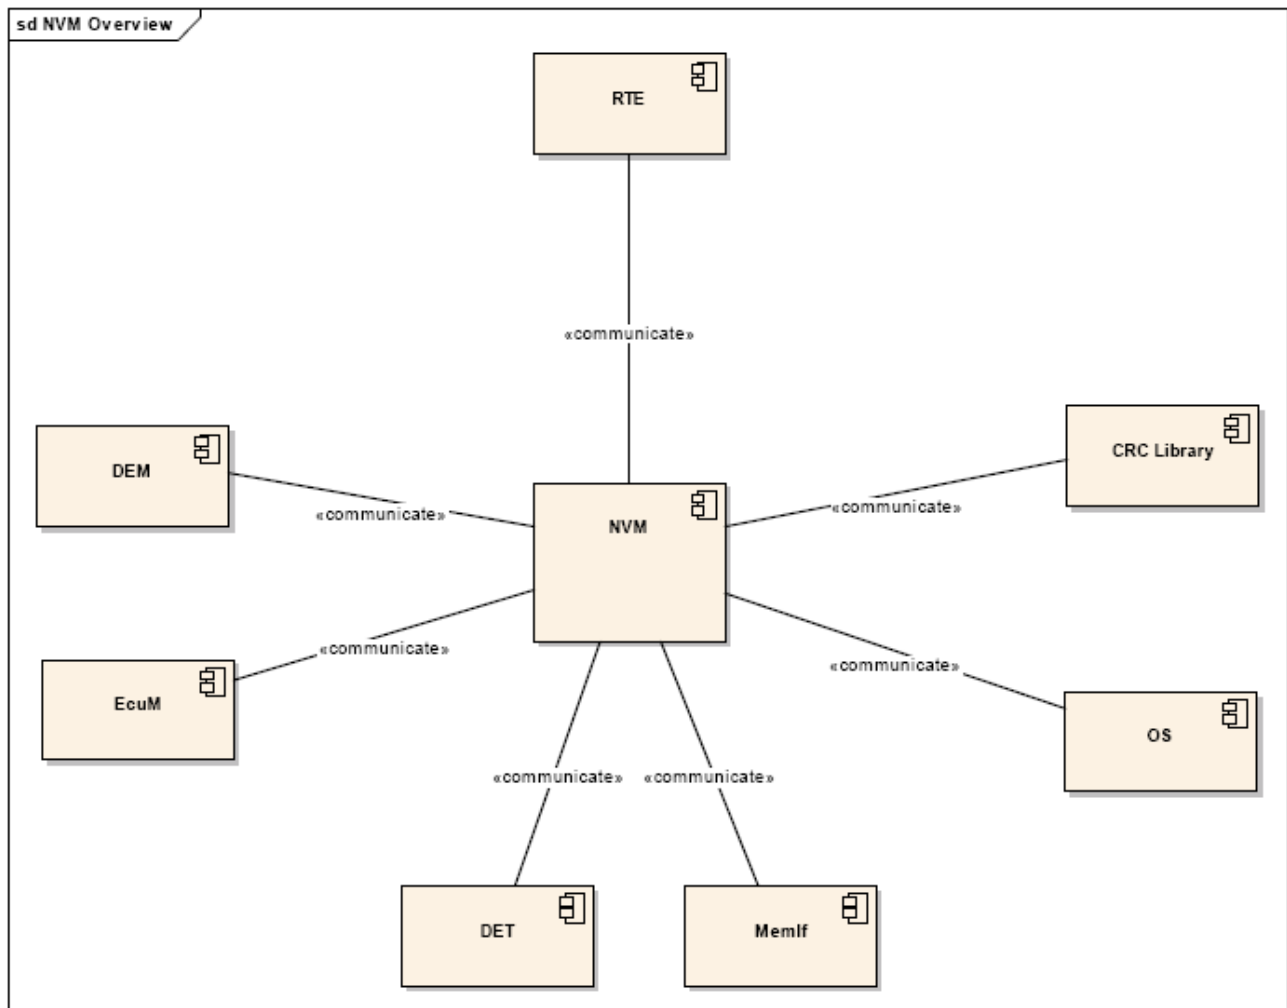 sd NVM Overview
RTE
«communicate»
CRC Library
DEM
«communicate»
«communicate»
NVM
«communicate»
«communicate»
EcuM
OS
«communicate»
«communicate»
DET
MemIf